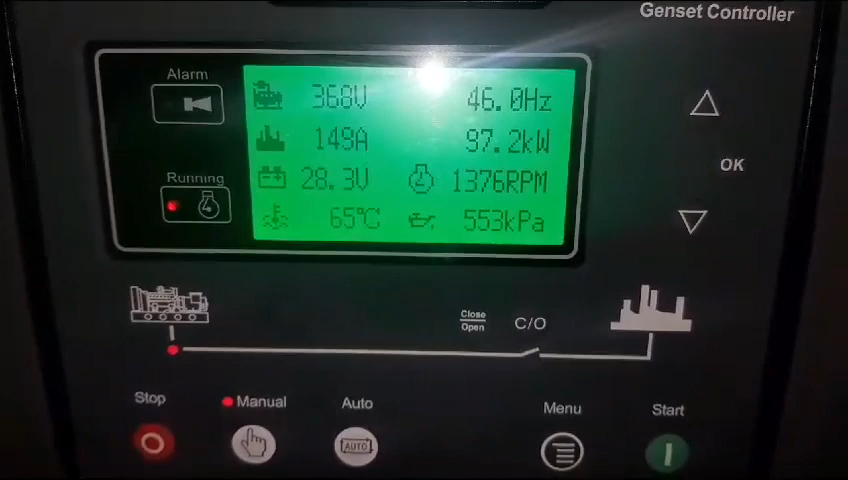 Genset Controller
Alarm
368V 46.0Hz
149A 97.2kW
Running
28.3V 1376RPM
65°C 553kPa
OK
Close
Open
C/O
Stop
Manual
Auto
AUTO
Menu
Start